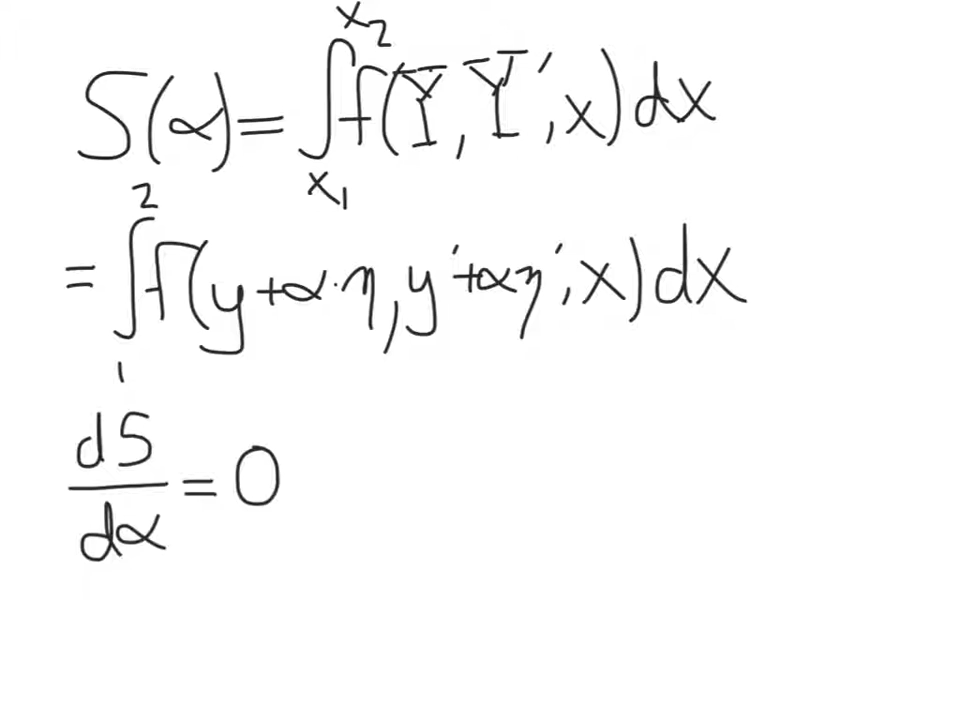 S(α) = ∫_{x₁}^{x₂} f(Y, Y', x) dx
= ∫_{1}^{2} f(y + α·η, y' + αη', x) dx
dS/dα = 0